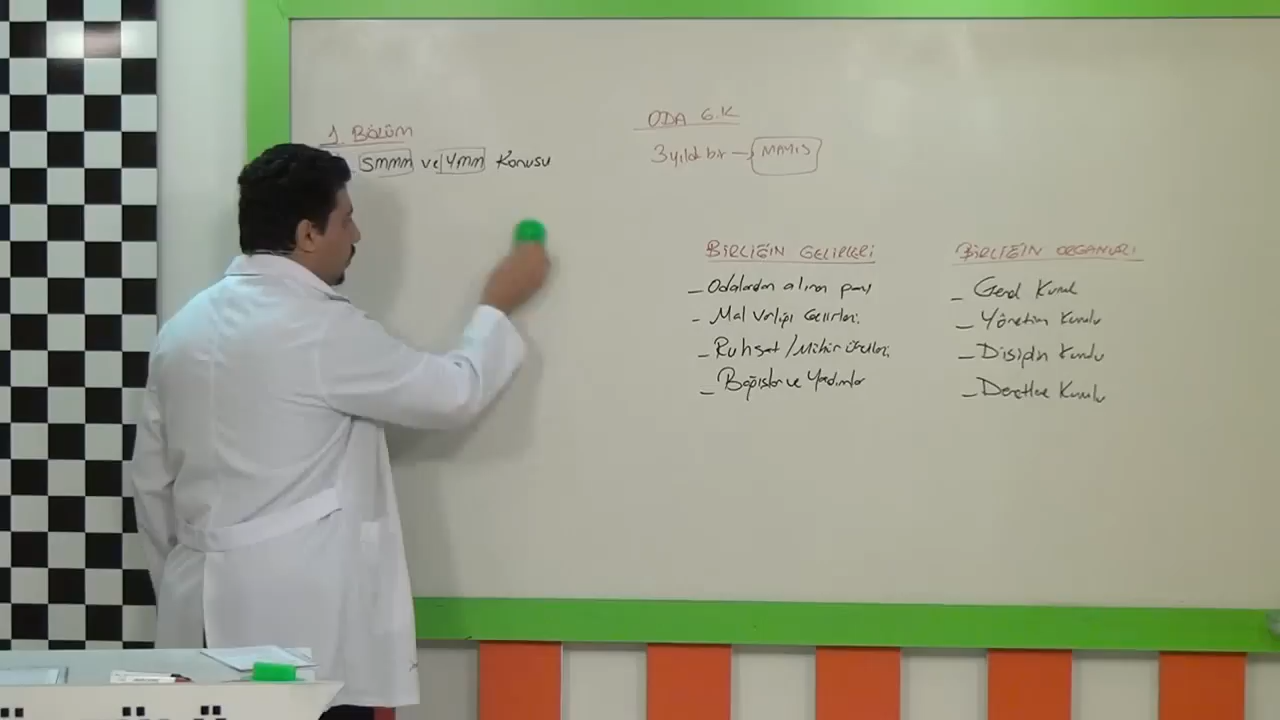 1. BÖLÜM
SMMM ve YMM Konusu
ODA G.K
3 yılda bir → MAYIS
BİRLİĞİN GELİRLERİ
- Odalardan alınan pay
- Mal Varlığı Gelirleri
- Ruhsat / Mühür Ücretleri
- Bağışlar ve Yardımlar
BİRLİĞİN ORGANLARI
- Genel Kurul
- Yönetim Kurulu
- Disiplin Kurulu
- Denetleme Kurulu